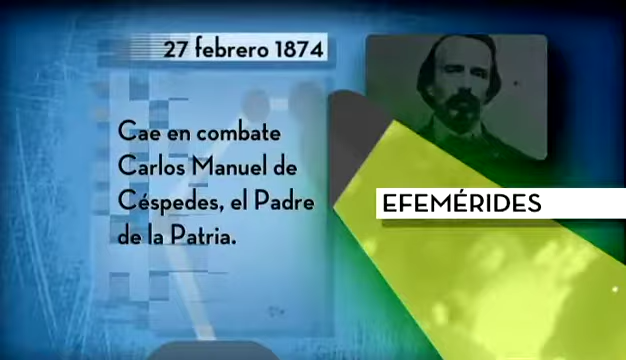 27 febrero 1874
Cae en combate
Carlos Manuel de
Céspedes, el Padre
de la Patria.
EFEMÉRIDES